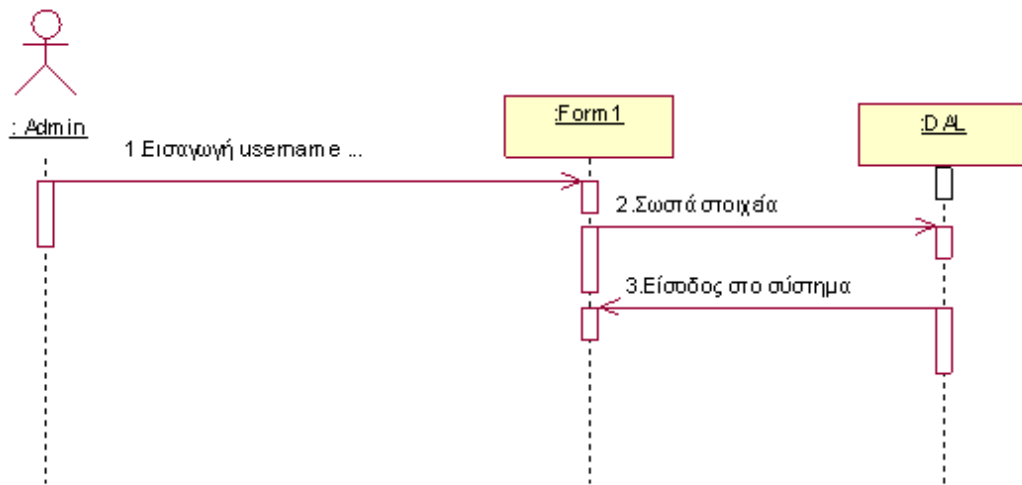 : Admin
:Form1
:DAL
1.Εισαγωγή username ...
2.Σωστά στοιχεία
3.Είσοδος στο σύστημα